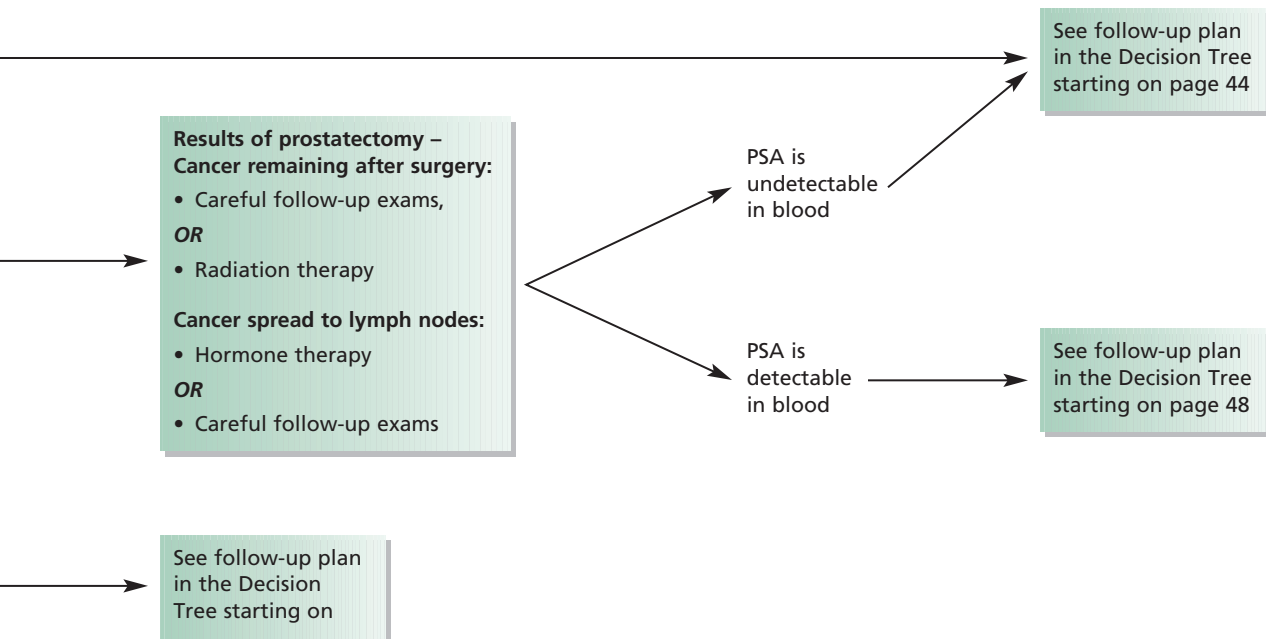 See follow-up plan
in the Decision Tree
starting on page 44
Results of prostatectomy –
Cancer remaining after surgery:
• Careful follow-up exams,
OR
• Radiation therapy
Cancer spread to lymph nodes:
• Hormone therapy
OR
• Careful follow-up exams
PSA is
undetectable
in blood
PSA is
detectable
in blood
See follow-up plan
in the Decision Tree
starting on page 48
See follow-up plan
in the Decision
Tree starting on